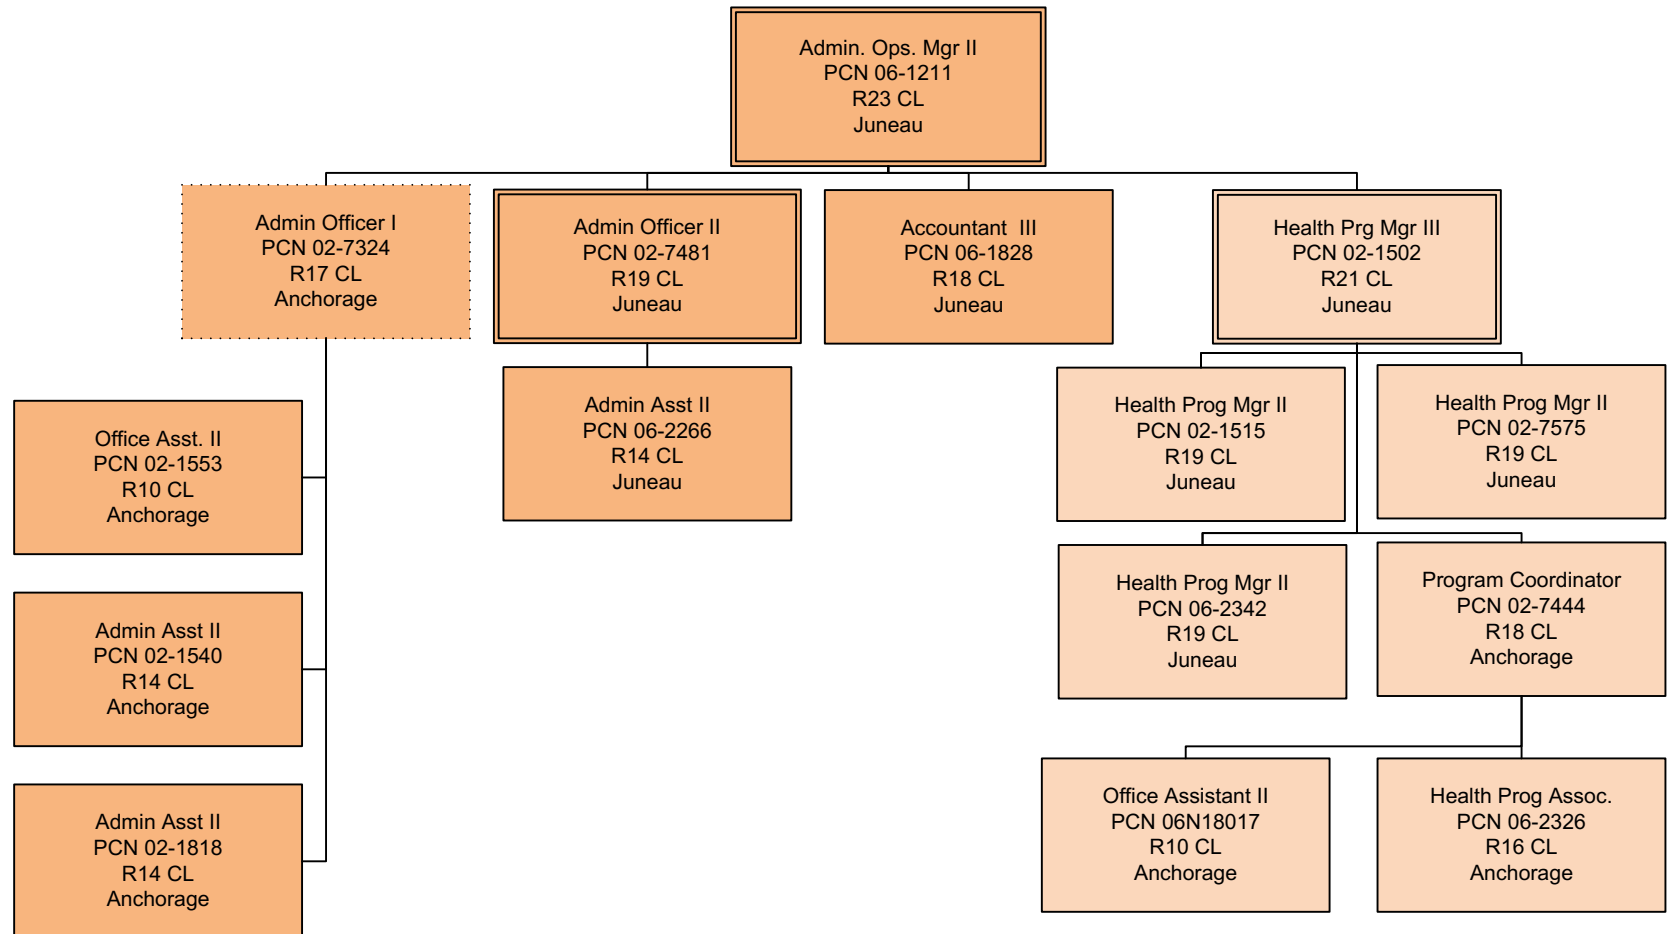 Admin. Ops. Mgr II
PCN 06-1211
R23 CL
Juneau
Admin Officer I
PCN 02-7324
R17 CL
Anchorage
Admin Officer II
PCN 02-7481
R19 CL
Juneau
Accountant  III
PCN 06-1828
R18 CL
Juneau
Health Prg Mgr III
PCN 02-1502
R21 CL
Juneau
Office Asst. II
PCN 02-1553
R10 CL
Anchorage
Admin Asst II
PCN 06-2266
R14 CL
Juneau
Health Prog Mgr II
PCN 02-1515
R19 CL
Juneau
Health Prog Mgr II
PCN 02-7575
R19 CL
Juneau
Admin Asst II
PCN 02-1540
R14 CL
Anchorage
Health Prog Mgr II
PCN 06-2342
R19 CL
Juneau
Program Coordinator
PCN 02-7444
R18 CL
Anchorage
Admin Asst II
PCN 02-1818
R14 CL
Anchorage
Office Assistant II
PCN 06N18017
R10 CL
Anchorage
Health Prog Assoc.
PCN 06-2326
R16 CL
Anchorage